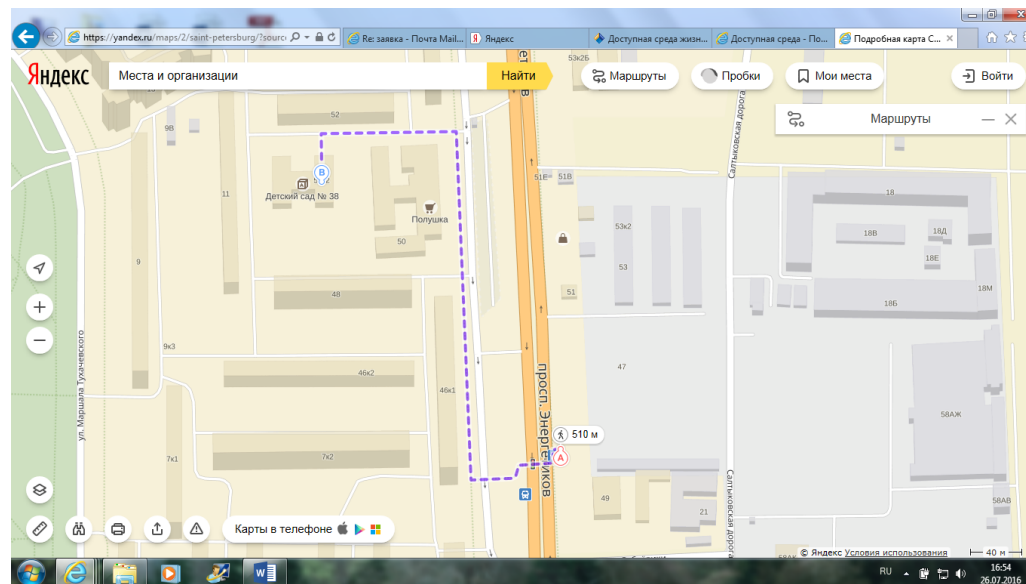 https://yandex.ru/maps/2/saint-petersburg/?sourc
Re: заявка - Почта Mail...
Яндекс
Доступная среда жизн...
Доступная среда - По...
Подробная карта С...
Яндекс
Места и организации
Найти
Маршруты
Пробки
Мои места
Войти
Маршруты
53к2Б
52
9В
51Е
51В
Детский сад № 38
11
Полушка
50
53к2
53
51
9
48
9к3
46к2
46к1
47
7к1
7к2
49
21
18
18В
18Д
18Е
18М
18Б
58АЖ
58АВ
ул. Маршала Тухачевского
просп. Энергетиков
Салтыковская дорога
Салтыковская дорога
510 м
A
B
Карты в телефоне
© Яндекс Условия использования
40 м
RU
16:54